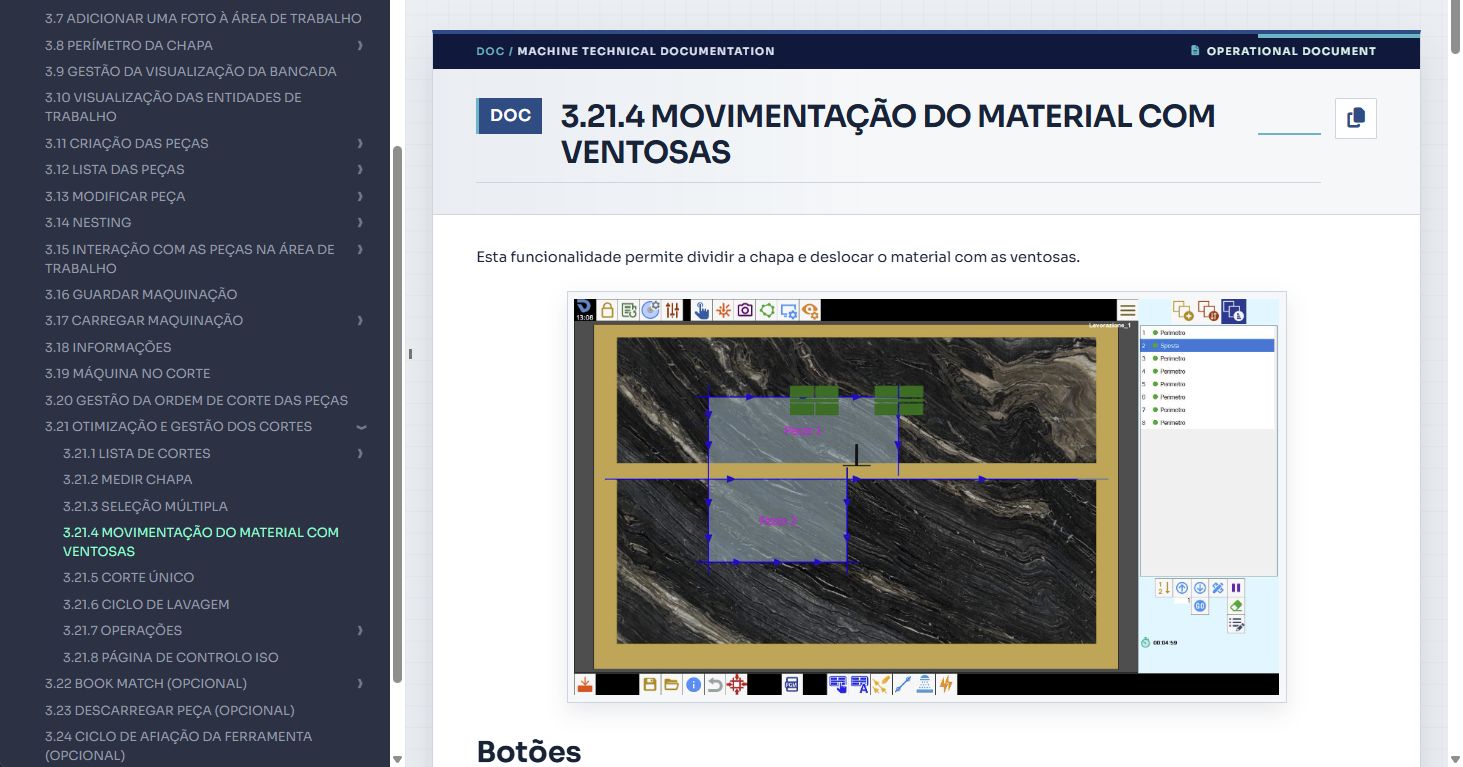 3.7 ADICIONAR UMA FOTO À ÁREA DE TRABALHO
3.8 PERÍMETRO DA CHAPA
3.9 GESTÃO DA VISUALIZAÇÃO DA BANCADA
3.10 VISUALIZAÇÃO DAS ENTIDADES DE
TRABALHO
3.11 CRIAÇÃO DAS PEÇAS
3.12 LISTA DAS PEÇAS
3.13 MODIFICAR PEÇA
3.14 NESTING
3.15 INTERAÇÃO COM AS PEÇAS NA ÁREA DE
TRABALHO
3.16 GUARDAR MAQUINAÇÃO
3.17 CARREGAR MAQUINAÇÃO
3.18 INFORMAÇÕES
3.19 MÁQUINA NO CORTE
3.20 GESTÃO DA ORDEM DE CORTE DAS PEÇAS
3.21 OTIMIZAÇÃO E GESTÃO DOS CORTES
3.21.1 LISTA DE CORTES
3.21.2 MEDIR CHAPA
3.21.3 SELEÇÃO MÚLTIPLA
3.21.4 MOVIMENTAÇÃO DO MATERIAL COM
VENTOSAS
3.21.5 CORTE ÚNICO
3.21.6 CICLO DE LAVAGEM
3.21.7 OPERAÇÕES
3.21.8 PÁGINA DE CONTROLO ISO
3.22 BOOK MATCH (OPCIONAL)
3.23 DESCARREGAR PEÇA (OPCIONAL)
3.24 CICLO DE AFIAÇÃO DA FERRAMENTA
(OPCIONAL)
DOC / MACHINE TECHNICAL DOCUMENTATION
OPERATIONAL DOCUMENT
DOC
3.21.4 MOVIMENTAÇÃO DO MATERIAL COM
VENTOSAS
Esta funcionalidade permite dividir a chapa e deslocar o material com as ventosas.
13:08
Lavorazione_1
1 Perimetro
2 Sposta
3 Perimetro
4 Perimetro
5 Perimetro
6 Perimetro
7 Perimetro
8 Perimetro
GO
00:04:59
Botões